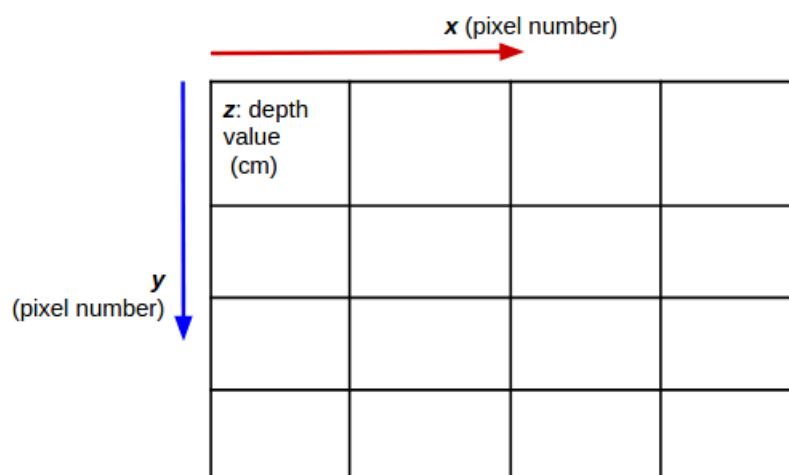 x (pixel number)
z: depth
value
(cm)
y
(pixel number)